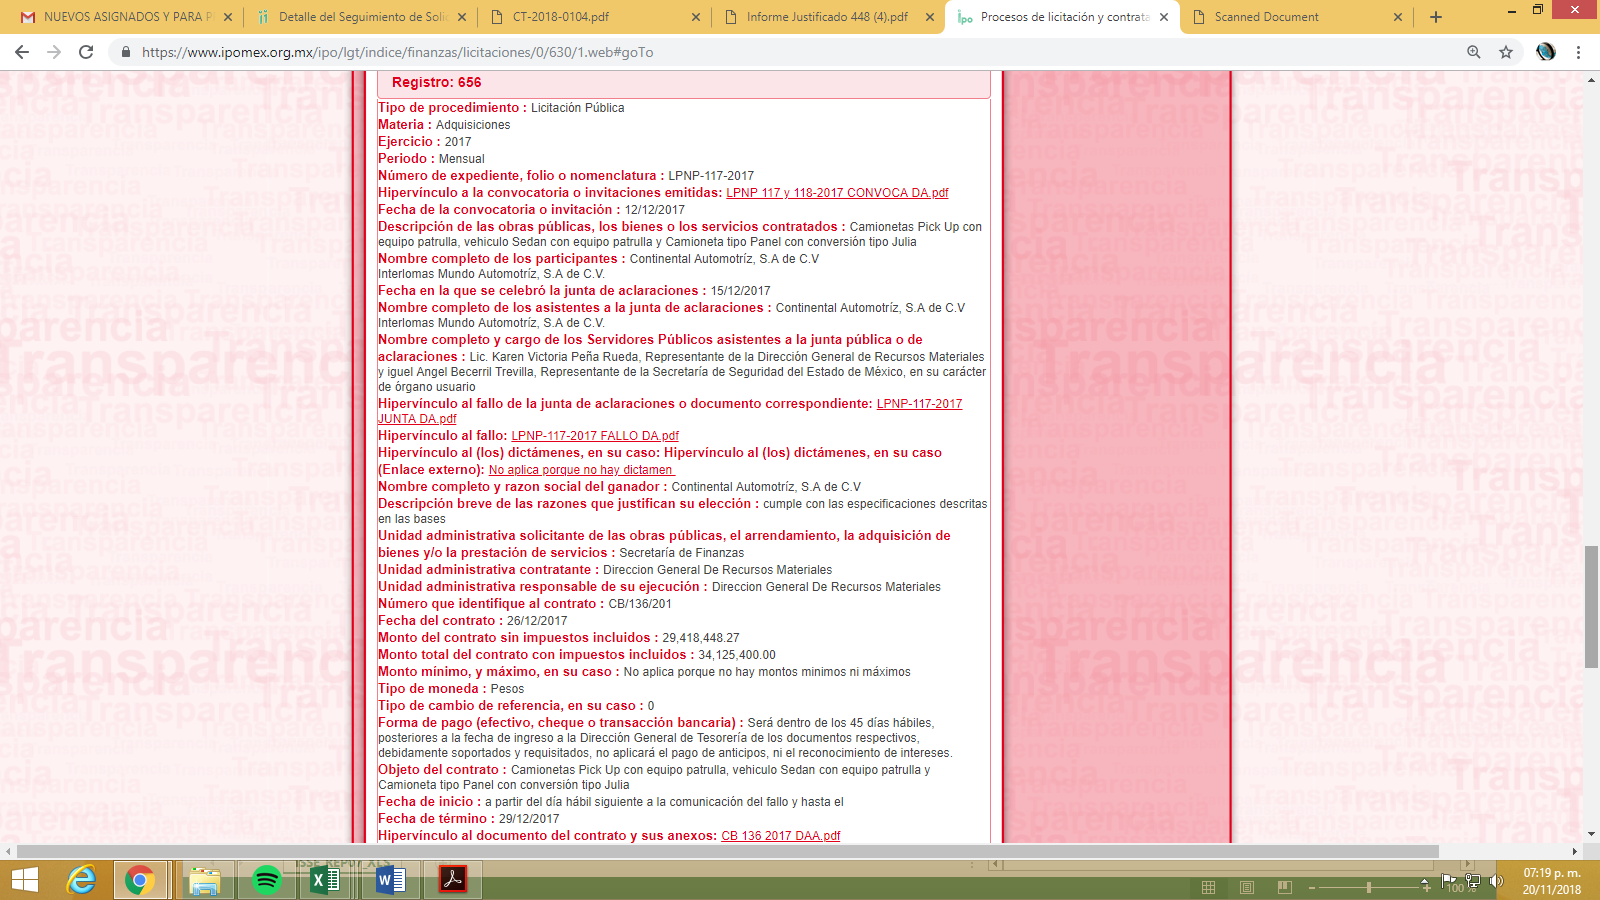 NUEVOS ASIGNADOS Y PARA P
Detalle del Seguimiento de Solic
CT-2018-0104.pdf
Informe Justificado 448 (4).pdf
Procesos de licitación y contrata
Scanned Document
https://www.ipomex.org.mx/ipo/lgt/indice/finanzas/licitaciones/0/630/1.web#goTo
Registro: 656
Tipo de procedimiento : Licitación Pública
Materia : Adquisiciones
Ejercicio : 2017
Periodo : Mensual
Número de expediente, folio o nomenclatura : LPNP-117-2017
Hipervínculo a la convocatoria o invitaciones emitidas: LPNP 117 y 118-2017 CONVOCA DA.pdf
Fecha de la convocatoria o invitación : 12/12/2017
Descripción de las obras públicas, los bienes o los servicios contratados : Camionetas Pick Up con
equipo patrulla, vehiculo Sedan con equipo patrulla y Camioneta tipo Panel con conversión tipo Julia
Nombre completo de los participantes : Continental Automotríz, S.A de C.V
Interlomas Mundo Automotríz, S.A de C.V.
Fecha en la que se celebró la junta de aclaraciones : 15/12/2017
Nombre completo de los asistentes a la junta de aclaraciones : Continental Automotríz, S.A de C.V
Interlomas Mundo Automotríz, S.A de C.V.
Nombre completo y cargo de los Servidores Públicos asistentes a la junta pública o de
aclaraciones : Lic. Karen Victoria Peña Rueda, Representante de la Dirección General de Recursos Materiales
y iguel Angel Becerril Trevilla, Representante de la Secretaría de Seguridad del Estado de México, en su carácter
de órgano usuario
Hipervínculo al fallo de la junta de aclaraciones o documento correspondiente: LPNP-117-2017
JUNTA DA.pdf
Hipervínculo al fallo: LPNP-117-2017 FALLO DA.pdf
Hipervínculo al (los) dictámenes, en su caso: Hipervínculo al (los) dictámenes, en su caso
(Enlace externo): No aplica porque no hay dictamen
Nombre completo y razon social del ganador : Continental Automotríz, S.A de C.V
Descripción breve de las razones que justifican su elección : cumple con las especificaciones descritas
en las bases
Unidad administrativa solicitante de las obras públicas, el arrendamiento, la adquisición de
bienes y/o la prestación de servicios : Secretaría de Finanzas
Unidad administrativa contratante : Direccion General De Recursos Materiales
Unidad administrativa responsable de su ejecución : Direccion General De Recursos Materiales
Número que identifique al contrato : CB/136/201
Fecha del contrato : 26/12/2017
Monto del contrato sin impuestos incluidos : 29,418,448.27
Monto total del contrato con impuestos incluidos : 34,125,400.00
Monto mínimo, y máximo, en su caso : No aplica porque no hay montos minimos ni máximos
Tipo de moneda : Pesos
Tipo de cambio de referencia, en su caso : 0
Forma de pago (efectivo, cheque o transacción bancaria) : Será dentro de los 45 días hábiles,
posteriores a la fecha de ingreso a la Dirección General de Tesorería de los documentos respectivos,
debidamente soportados y requisitados, no aplicará el pago de anticipos, ni el reconocimiento de intereses.
Objeto del contrato : Camionetas Pick Up con equipo patrulla, vehiculo Sedan con equipo patrulla y
Camioneta tipo Panel con conversión tipo Julia
Fecha de inicio : a partir del día hábil siguiente a la comunicación del fallo y hasta el
Fecha de término : 29/12/2017
Hipervínculo al documento del contrato y sus anexos: CB 136 2017 DAA.pdf
100 %
07:19 p. m.
20/11/2018